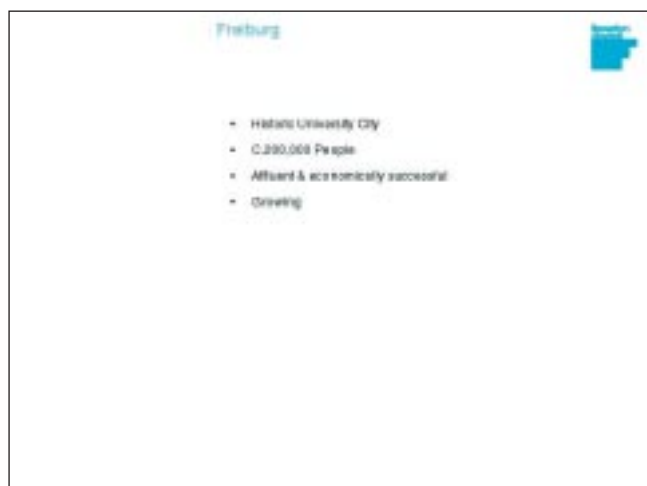 Freiburg
• Historic University City
• C.200,000 People
• Affluent & economically successful
• Growing